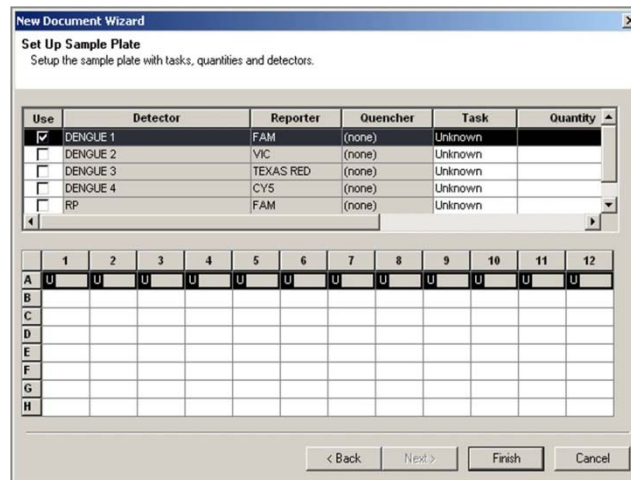 New Document Wizard
Set Up Sample Plate
Setup the sample plate with tasks, quantities and detectors.
Use Detector Reporter Quencher Task Quantity
DENGUE 1 FAM (none) Unknown
DENGUE 2 VIC (none) Unknown
DENGUE 3 TEXAS RED (none) Unknown
DENGUE 4 CY5 (none) Unknown
RP FAM (none) Unknown
1 2 3 4 5 6 7 8 9 10 11 12
A U U U U U U U U U U U U
B
C
D
E
F
G
H
< Back Next > Finish Cancel